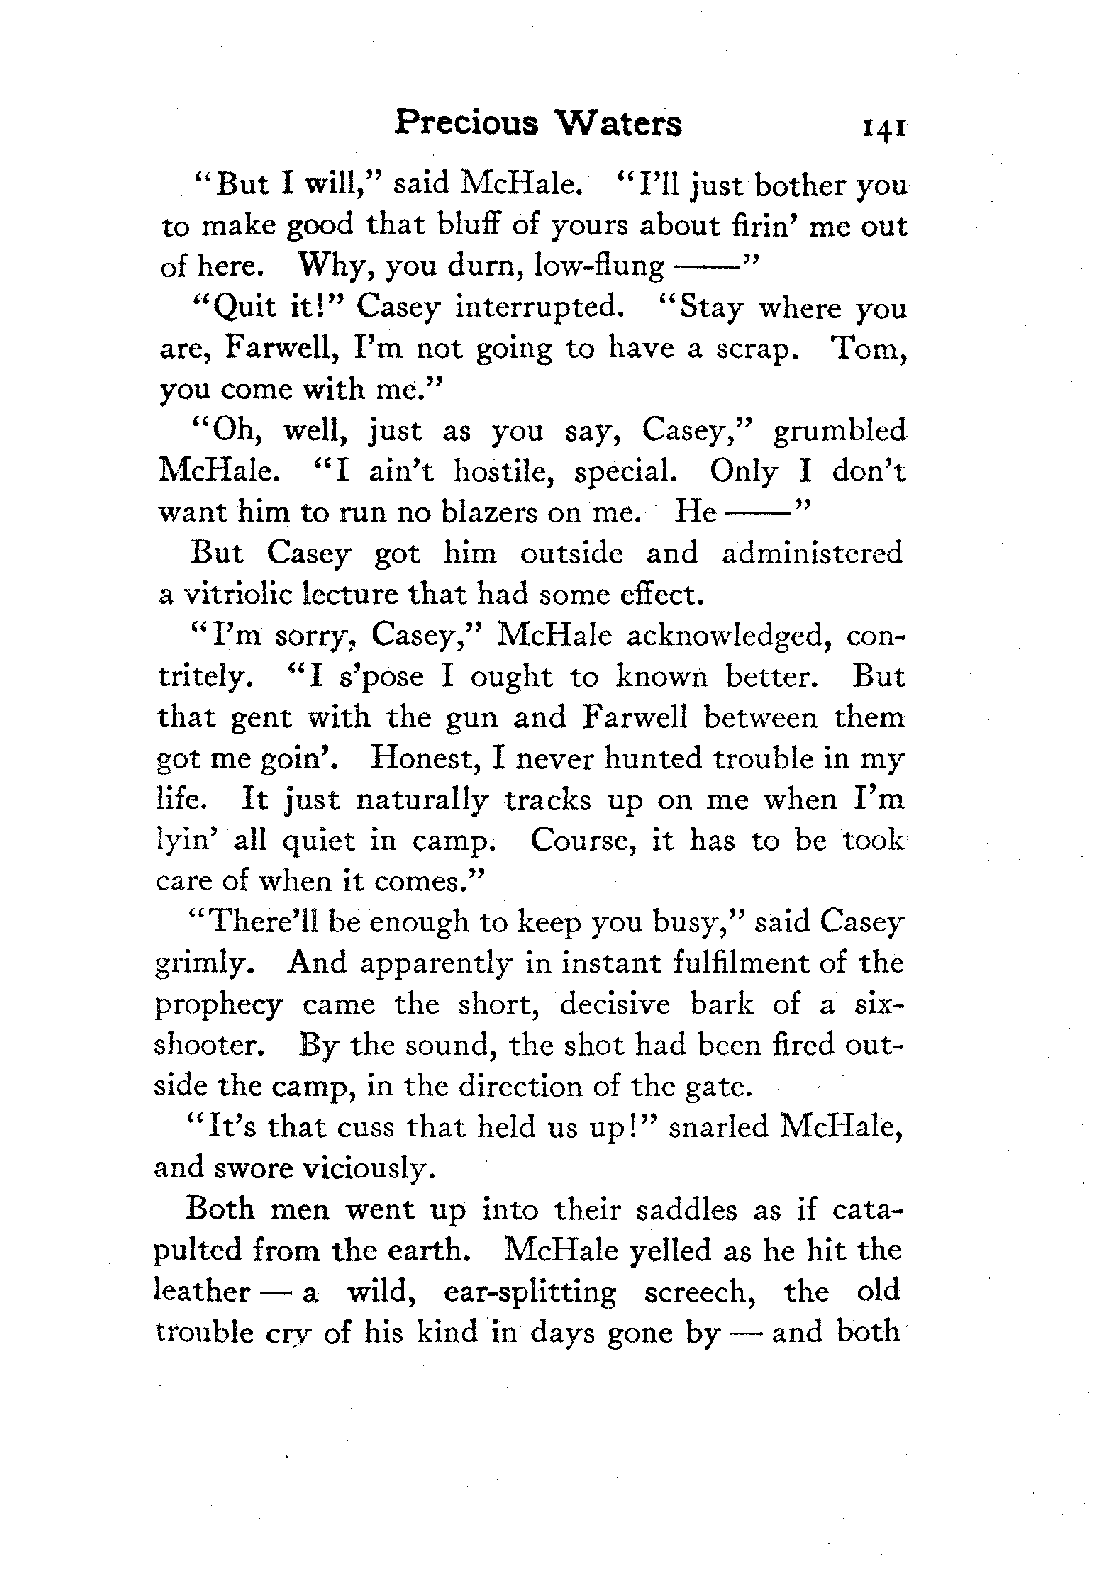 Precious Waters 141
“But I will,” said McHale. “I’ll just bother you
to make good that bluff of yours about firin’ me out
of here. Why, you durn, low-flung ——”
“Quit it!” Casey interrupted. “Stay where you
are, Farwell, I’m not going to have a scrap. Tom,
you come with me.”
“Oh, well, just as you say, Casey,” grumbled
McHale. “I ain’t hostile, special. Only I don’t
want him to run no blazers on me. He ——”
But Casey got him outside and administered
a vitriolic lecture that had some effect.
“I’m sorry, Casey,” McHale acknowledged, con-
tritely. “I s’pose I ought to known better. But
that gent with the gun and Farwell between them
got me goin’. Honest, I never hunted trouble in my
life. It just naturally tracks up on me when I’m
lyin’ all quiet in camp. Course, it has to be took
care of when it comes.”
“There’ll be enough to keep you busy,” said Casey
grimly. And apparently in instant fulfilment of the
prophecy came the short, decisive bark of a six-
shooter. By the sound, the shot had been fired out-
side the camp, in the direction of the gate.
“It’s that cuss that held us up!” snarled McHale,
and swore viciously.
Both men went up into their saddles as if cata-
pulted from the earth. McHale yelled as he hit the
leather — a wild, ear-splitting screech, the old
trouble cry of his kind in days gone by — and both